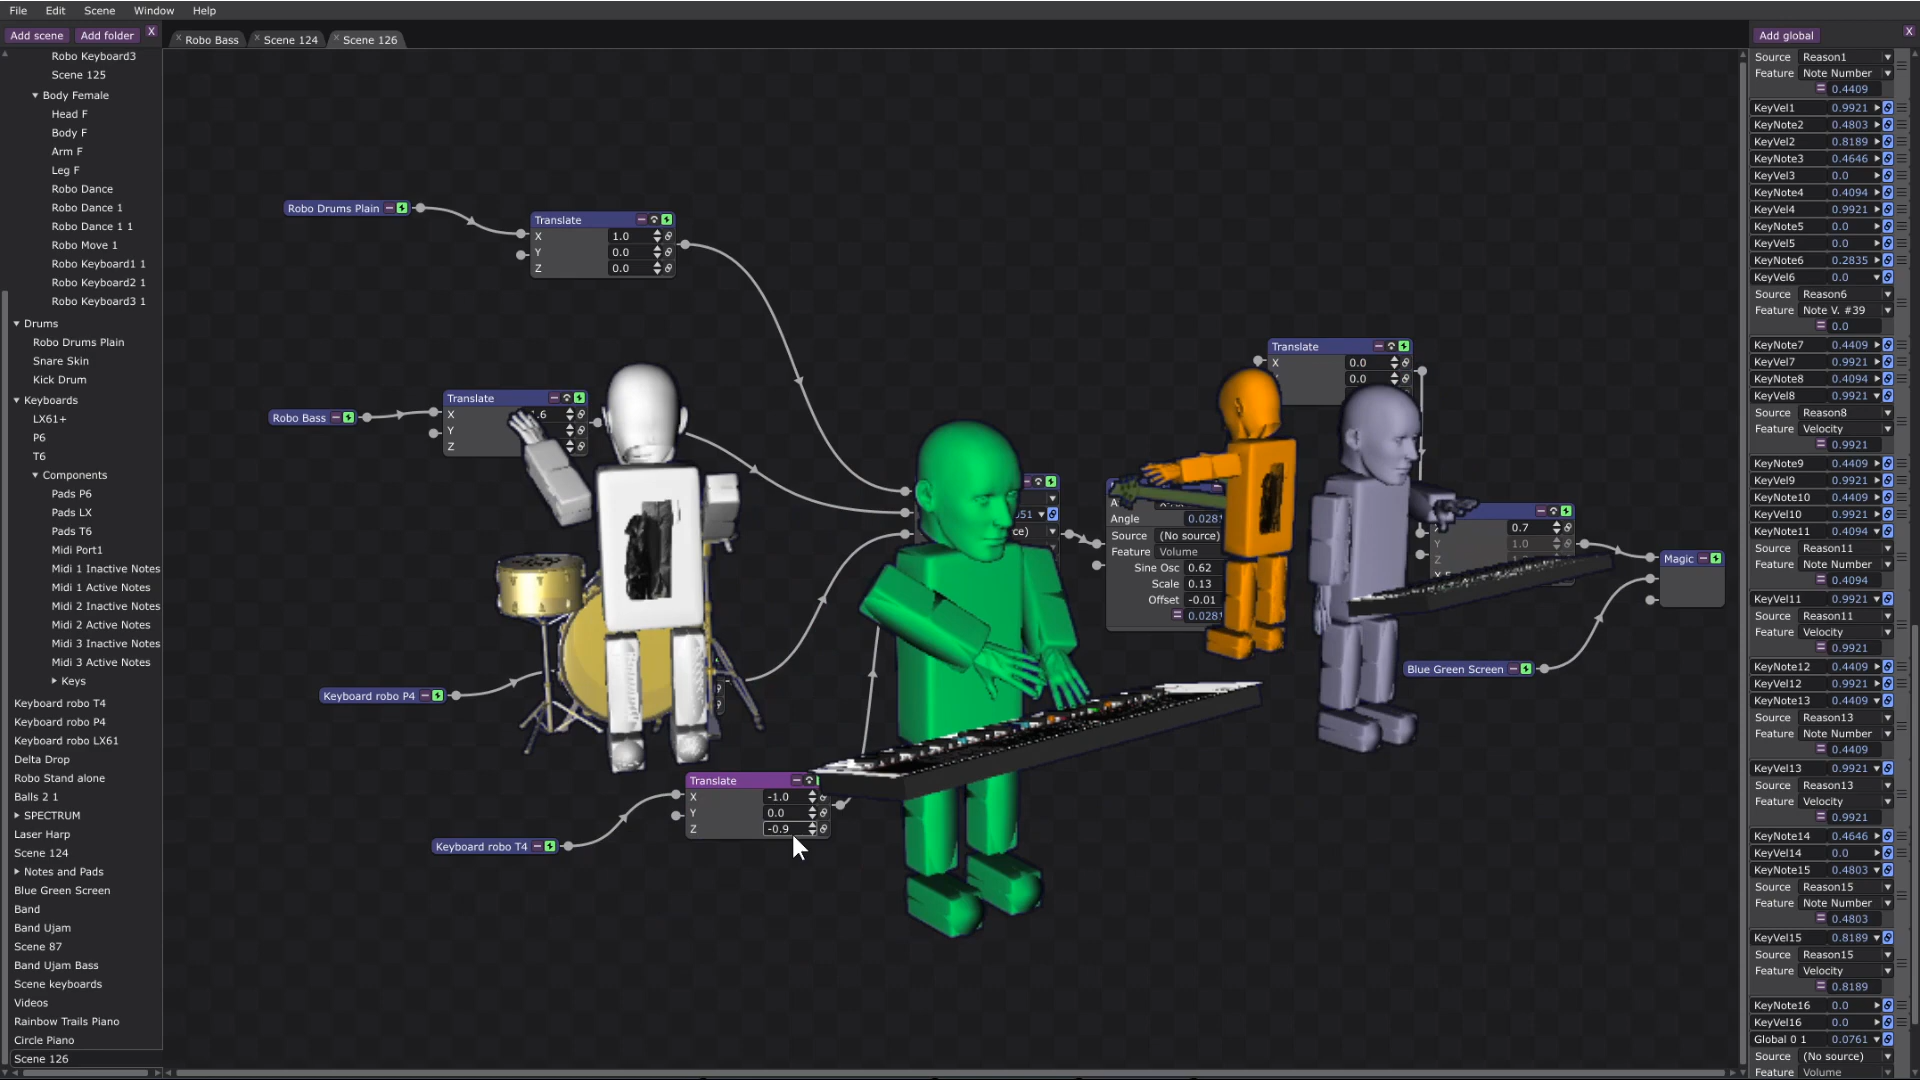 File Edit Scene Window Help
Add scene Add folder X
X Robo Bass X Scene 124 X Scene 126
Robo Keyboard3
Scene 125
Body Female
Head F
Body F
Arm F
Leg F
Robo Dance
Robo Dance 1
Robo Dance 1 1
Robo Move 1
Robo Keyboard1 1
Robo Keyboard2 1
Robo Keyboard3 1
Drums
Robo Drums Plain
Snare Skin
Kick Drum
Keyboards
LX61+
P6
T6
Components
Pads P6
Pads LX
Pads T6
Midi Port1
Midi 1 Inactive Notes
Midi 1 Active Notes
Midi 2 Inactive Notes
Midi 2 Active Notes
Midi 3 Inactive Notes
Midi 3 Active Notes
Keys
Keyboard robo T4
Keyboard robo P4
Keyboard robo LX61
Delta Drop
Robo Stand alone
Balls 2 1
SPECTRUM
Laser Harp
Scene 124
Notes and Pads
Blue Green Screen
Band
Band Ujam
Scene 87
Band Ujam Bass
Scene keyboards
Videos
Rainbow Trails Piano
Circle Piano
Scene 126
Robo Drums Plain
Translate
X 1.0
Y 0.0
Z 0.0
Robo Bass
Translate
X .6
Y
Z
Keyboard robo P4
Keyboard robo T4
Translate
X -1.0
Y 0.0
Z -0.9
051
ce)
A
Angle 0.028
Source (No source)
Feature Volume
Sine Osc 0.62
Scale 0.13
Offset -0.01
0.028
Translate
X 0.0
0.0
0.7
Y 1.0
Z
Magic
Blue Green Screen
Add global X
Source Reason1
Feature Note Number
= 0.4409
KeyVel1 0.9921
KeyNote2 0.4803
KeyVel2 0.8189
KeyNote3 0.4646
KeyVel3 0.0
KeyNote4 0.4094
KeyVel4 0.9921
KeyNote5 0.0
KeyVel5 0.0
KeyNote6 0.2835
KeyVel6 0.0
Source Reason6
Feature Note V. #39
= 0.0
KeyNote7 0.4409
KeyVel7 0.9921
KeyNote8 0.4094
KeyVel8 0.9921
Source Reason8
Feature Velocity
= 0.9921
KeyNote9 0.4409
KeyVel9 0.9921
KeyNote10 0.4409
KeyVel10 0.9921
KeyNote11 0.4094
Source Reason11
Feature Note Number
= 0.4094
KeyVel11 0.9921
Source Reason11
Feature Velocity
= 0.9921
KeyNote12 0.4409
KeyVel12 0.9921
KeyNote13 0.4409
Source Reason13
Feature Note Number
= 0.4409
KeyVel13 0.9921
Source Reason13
Feature Velocity
= 0.9921
KeyNote14 0.4646
KeyVel14 0.0
KeyNote15 0.4803
Source Reason15
Feature Note Number
= 0.4803
KeyVel15 0.8189
Source Reason15
Feature Velocity
= 0.8189
KeyNote16 0.0
KeyVel16 0.0
Global 0 1 0.0761
Source (No source)
Feature Volume